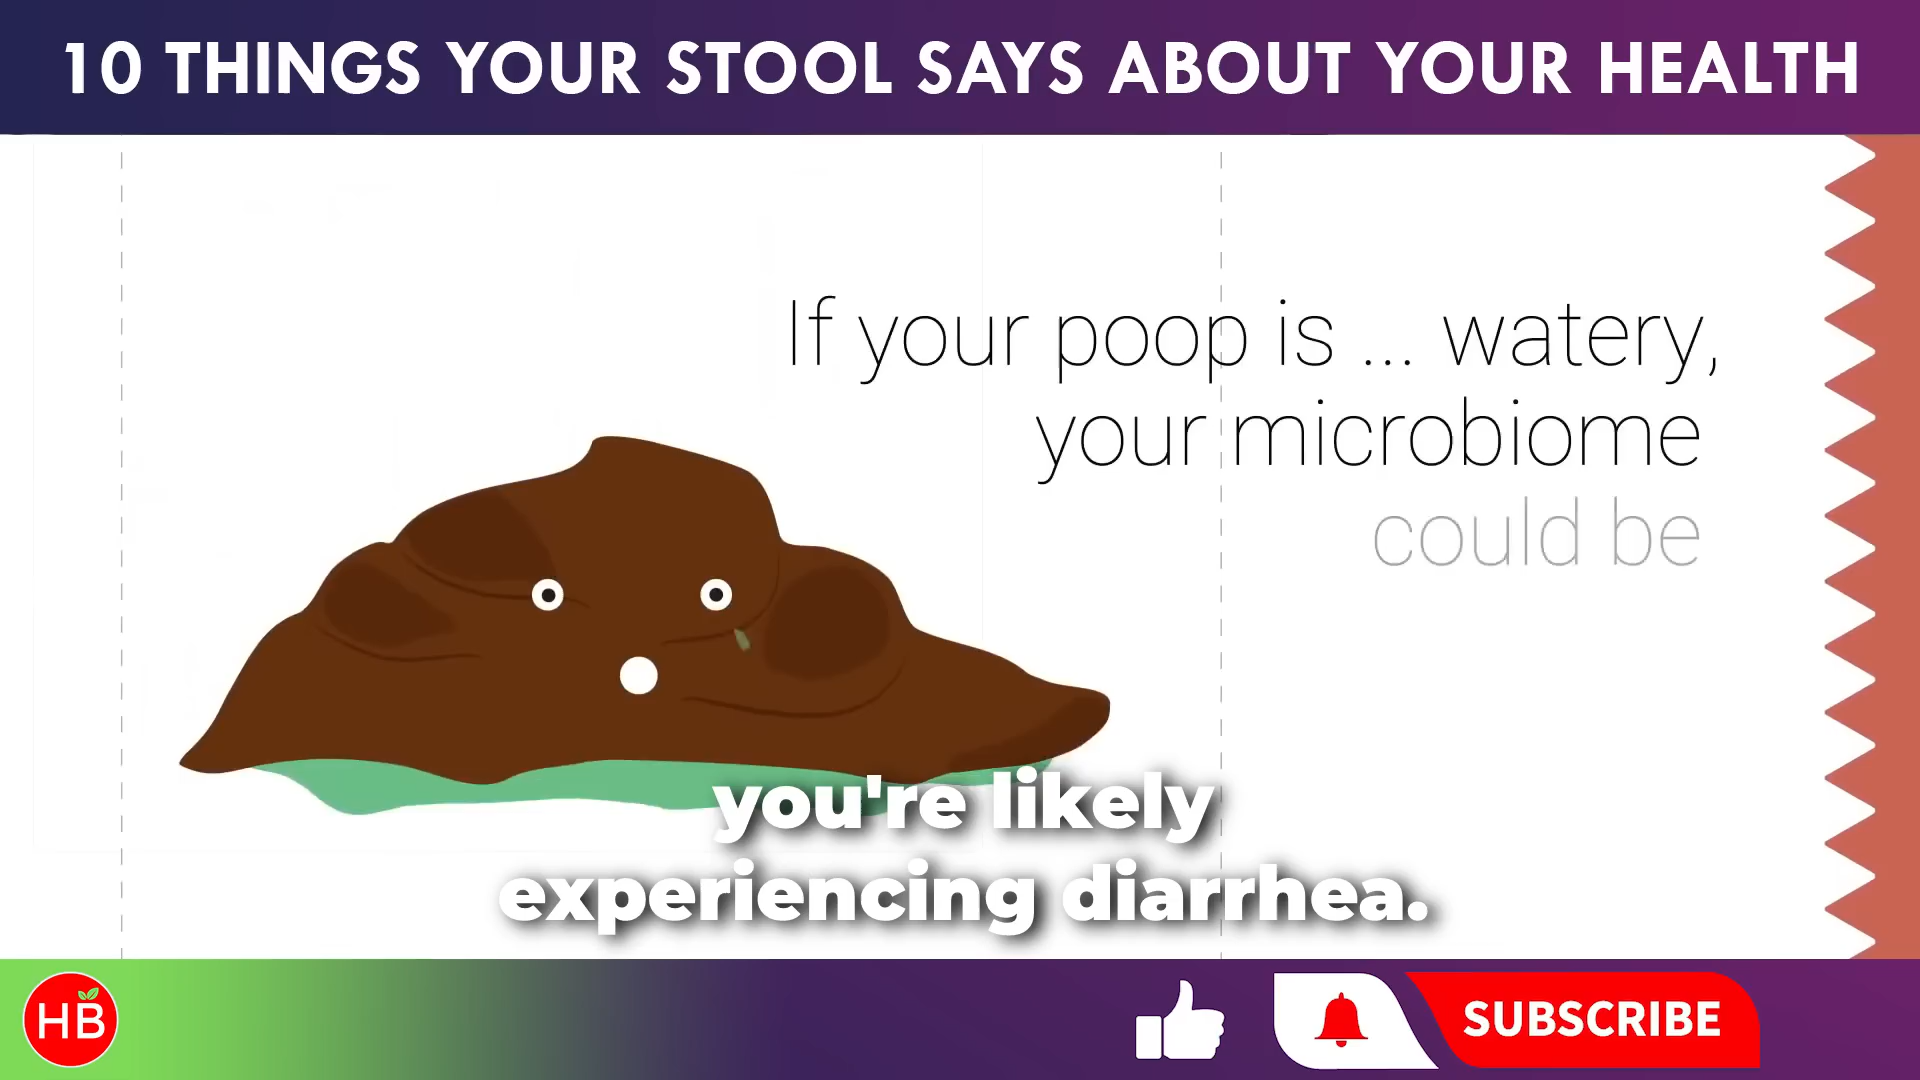 10 THINGS YOUR STOOL SAYS ABOUT YOUR HEALTH
If your poop is ... watery,
your microbiome
could be
you're likely
experiencing diarrhea.
HB
SUBSCRIBE